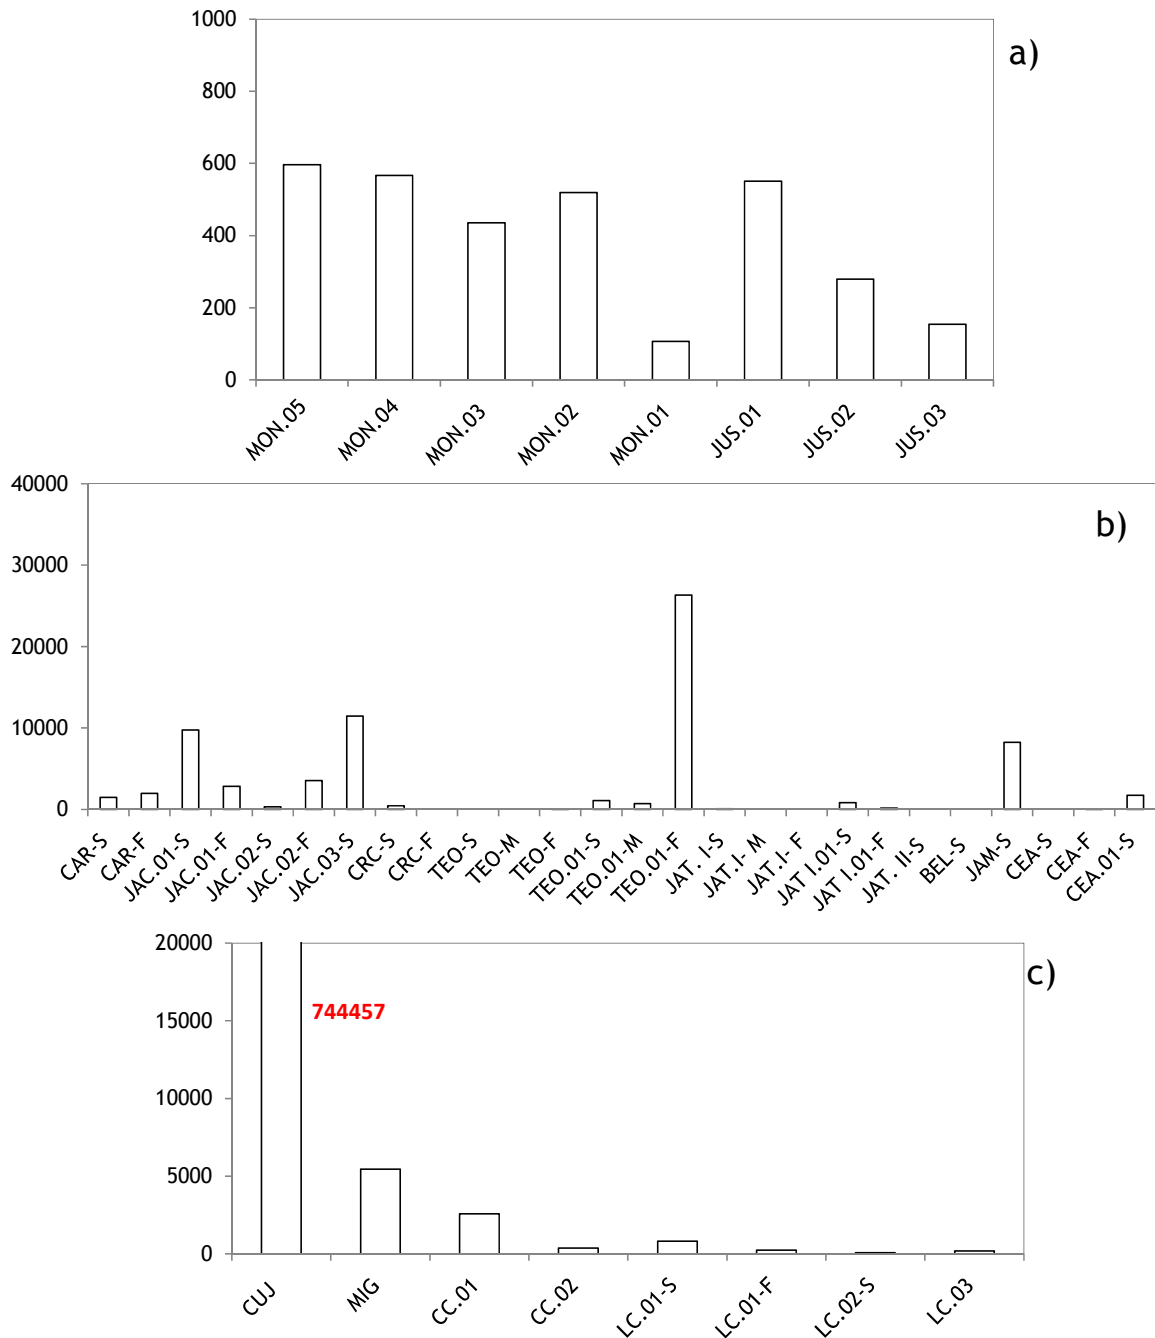 1000
a)
800
600
400
200
0
MON.05 MON.04 MON.03 MON.02 MON.01 JUS.01 JUS.02 JUS.03
40000
b)
30000
20000
10000
0
CAR-S CAR-F JAC.01-S JAC.01-F JAC.02-S JAC.02-F JAC.03-S CRC-S CRC-F TEO-S TEO-M TEO-F TEO.01-S TEO.01-M TEO.01-F JAT. I-S JAT.I- M JAT.I- F JAT I.01-S JAT I.01-F JAT. II-S BEL-S JAM-S CEA-S CEA-F CEA.01-S
20000
c)
744457
15000
10000
5000
0
CUJ MIG CC.01 CC.02 LC.01-S LC.01-F LC.02-S LC.03